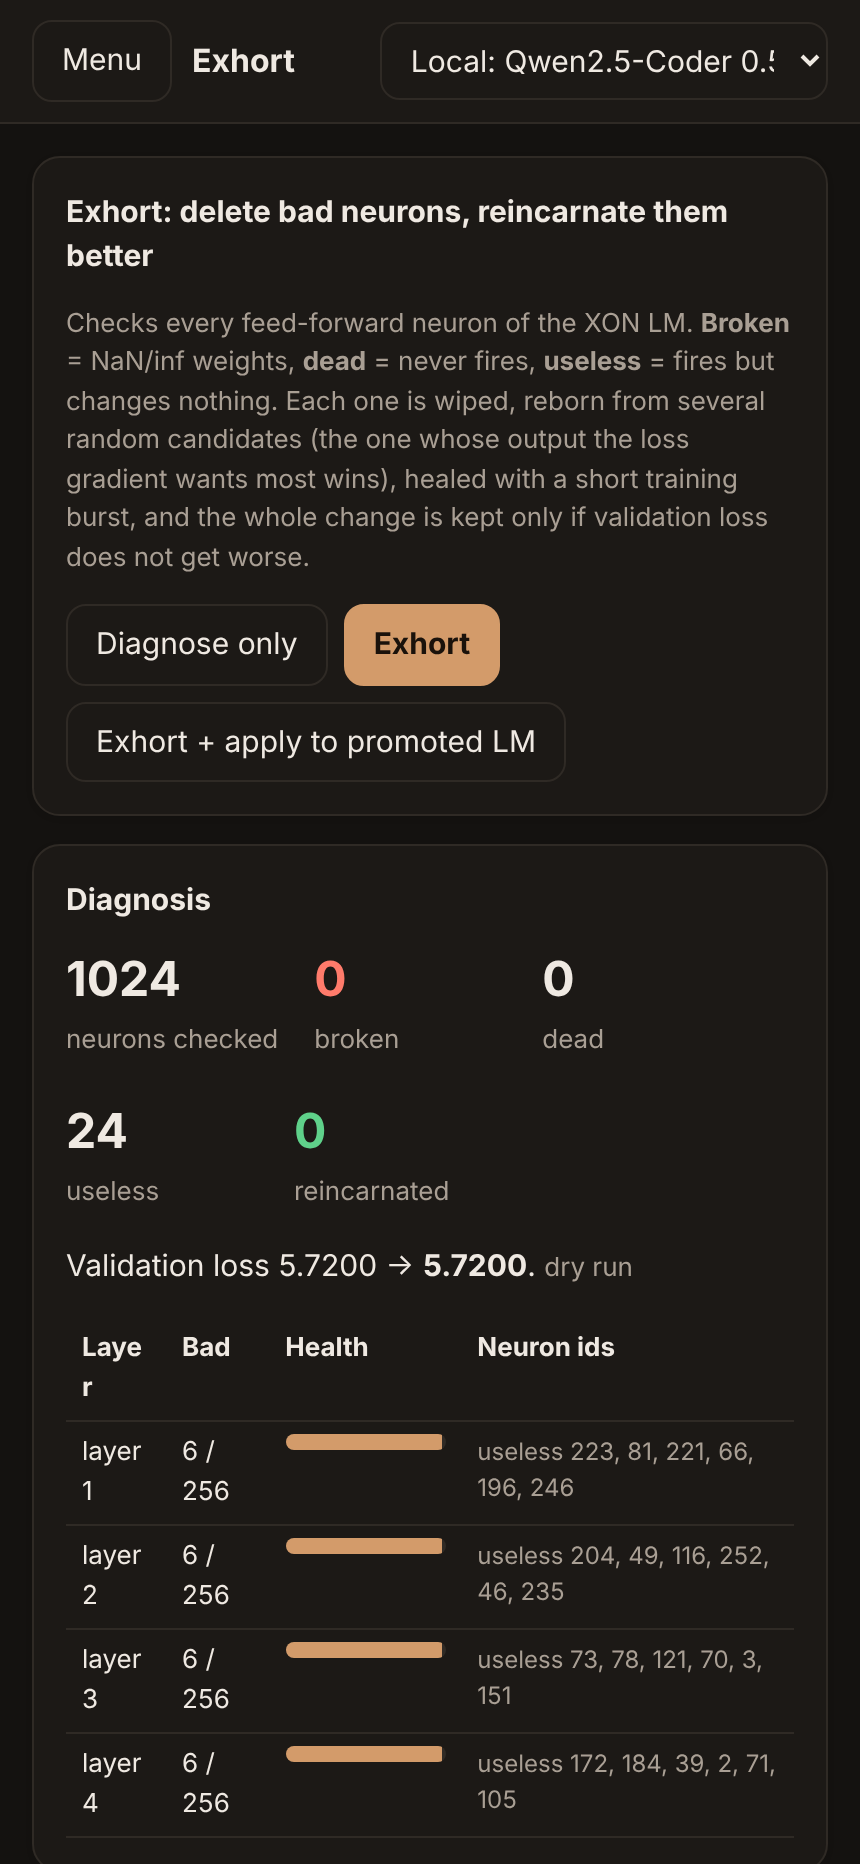 Menu
Exhort
Local: Qwen2.5-Coder 0.5
Exhort: delete bad neurons, reincarnate them
better
Checks every feed-forward neuron of the XON LM. Broken
= NaN/inf weights, dead = never fires, useless = fires but
changes nothing. Each one is wiped, reborn from several
random candidates (the one whose output the loss
gradient wants most wins), healed with a short training
burst, and the whole change is kept only if validation loss
does not get worse.
Diagnose only
Exhort
Exhort + apply to promoted LM
Diagnosis
1024 0 0
neurons checked broken dead
24 0
useless reincarnated
Validation loss 5.7200 → 5.7200. dry run
Laye Bad Health Neuron ids
r
layer 6 / useless 223, 81, 221, 66,
1 256 196, 246
layer 6 / useless 204, 49, 116, 252,
2 256 46, 235
layer 6 / useless 73, 78, 121, 70, 3,
3 256 151
layer 6 / useless 172, 184, 39, 2, 71,
4 256 105